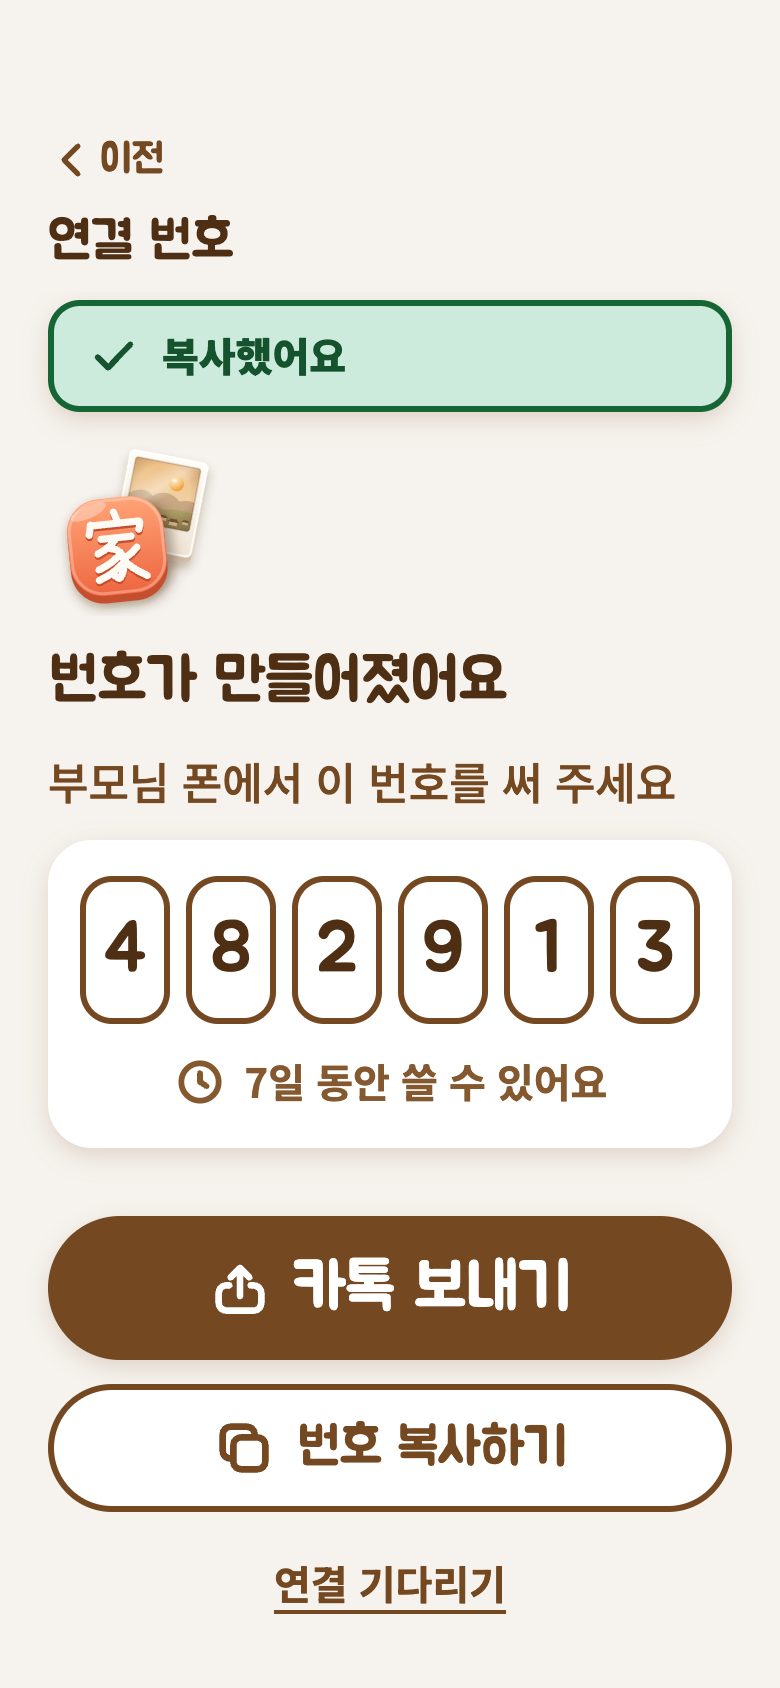 이전
연결 번호
복사했어요
家
번호가 만들어졌어요
부모님 폰에서 이 번호를 써 주세요
4 8 2 9 1 3
7일 동안 쓸 수 있어요
카톡 보내기
번호 복사하기
연결 기다리기